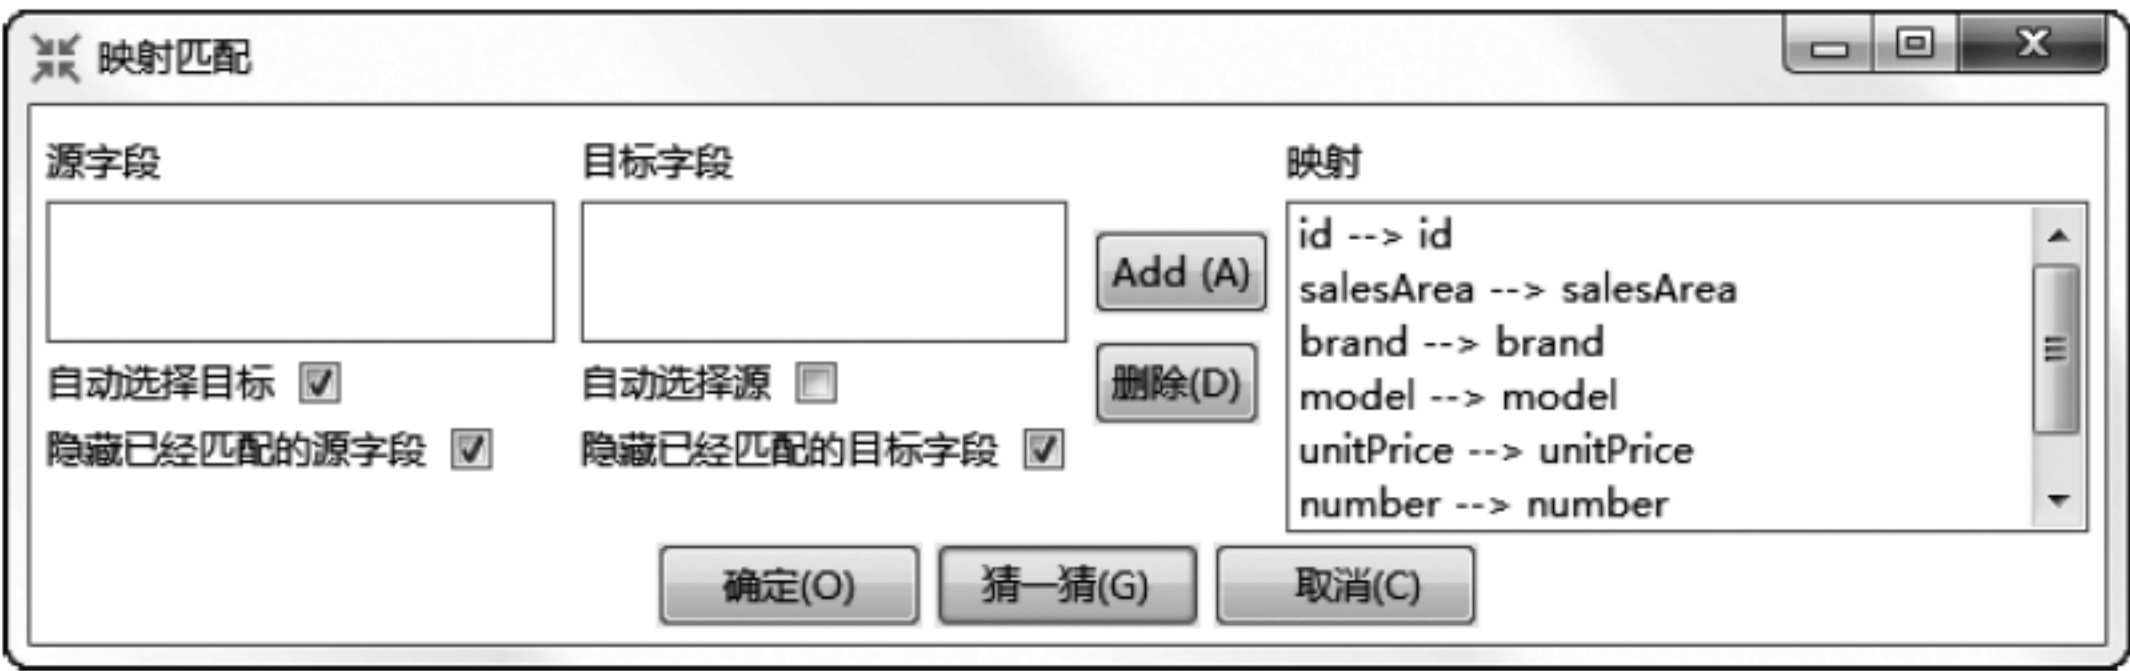 映射匹配
源字段
目标字段
映射
id --> id
salesArea --> salesArea
brand --> brand
model --> model
unitPrice --> unitPrice
number --> number
Add (A)
删除(D)
自动选择目标
自动选择源
隐藏已经匹配的源字段
隐藏已经匹配的目标字段
确定(O)
猜一猜(G)
取消(C)